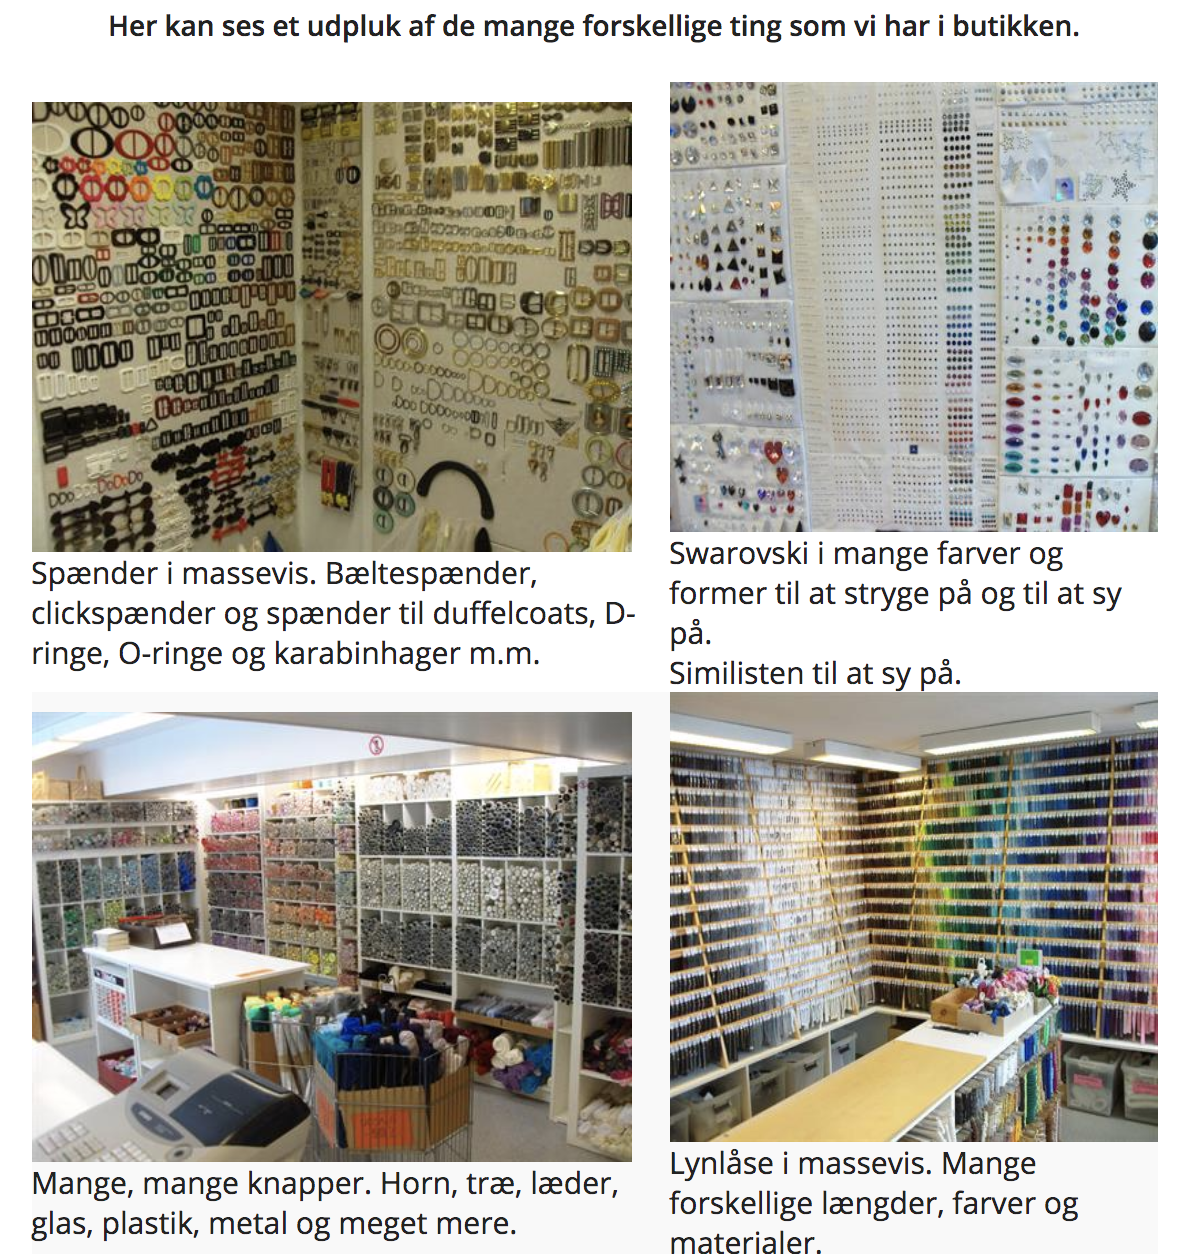 Her kan ses et udpluk af de mange forskellige ting som vi har i butikken.
Spænder i massevis. Bæltespænder,
clickspænder og spænder til duffelcoats, D-
ringe, O-ringe og karabinhager m.m.
Swarovski i mange farver og
former til at stryge på og til at sy
på.
Similisten til at sy på.
Mange, mange knapper. Horn, træ, læder,
glas, plastik, metal og meget mere.
Lynlåse i massevis. Mange
forskellige længder, farver og
materialer.